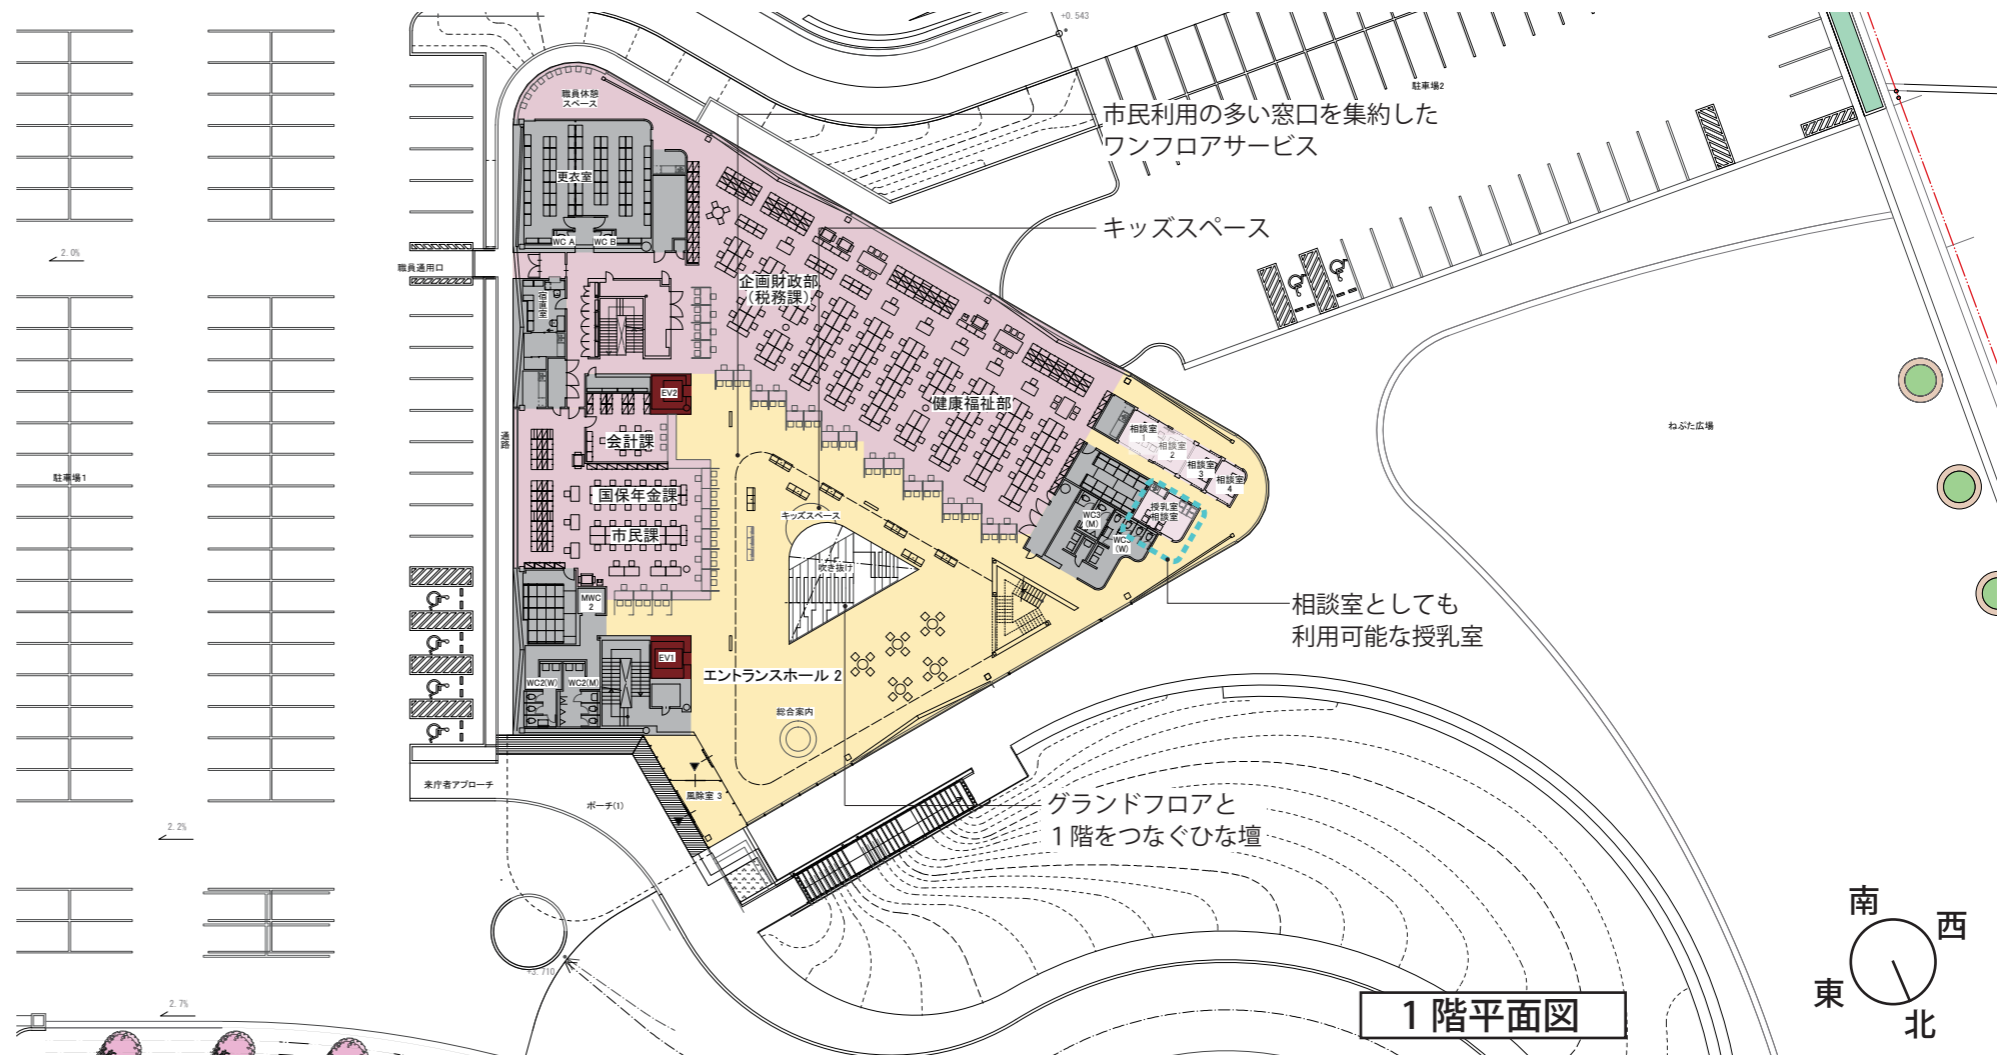 +0.543
駐車場2
市民利用の多い窓口を集約した
ワンフロアサービス
職員休憩
スペース
更衣室
WC A
WC B
キッズスペース
2.0%
職員通用口
宿直室
企画財政部
（税務課）
EV2
健康福祉部
相談室
1
相談室
2
相談室
3
相談室
4
ねぶた広場
通路
会計課
駐車場1
国保年金課
キッズスペース
授乳室
相談室
WC3
(M)
WC3
(W)
市民課
吹き抜け
MWC
2
相談室としても
利用可能な授乳室
EV1
WC2(W)
WC2(M)
エントランスホール 2
総合案内
来庁者アプローチ
ポーチ(1)
風除室 3
グランドフロアと
１階をつなぐひな壇
2.2%
+3.710
2.7%
１階平面図
南
西
東
北